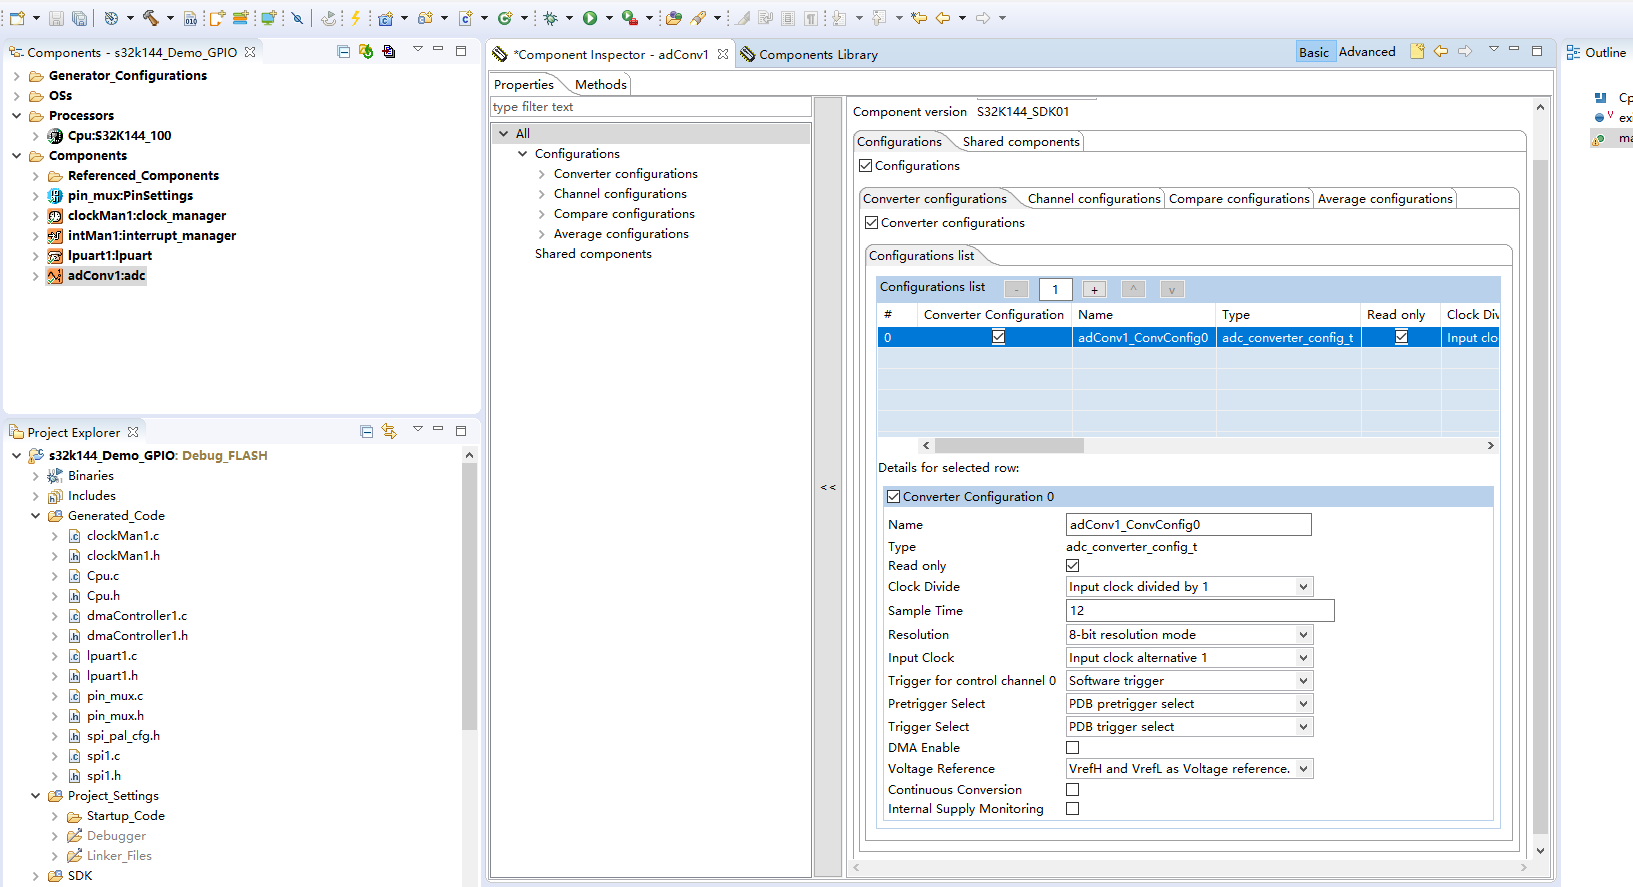 Components - s32k144_Demo_GPIO
Generator_Configurations
OSs
Processors
Cpu:S32K144_100
Components
Referenced_Components
pin_mux:PinSettings
clockMan1:clock_manager
intMan1:interrupt_manager
lpuart1:lpuart
adConv1:adc
Project Explorer
s32k144_Demo_GPIO: Debug_FLASH
Binaries
Includes
Generated_Code
clockMan1.c
clockMan1.h
Cpu.c
Cpu.h
dmaController1.c
dmaController1.h
lpuart1.c
lpuart1.h
pin_mux.c
pin_mux.h
spi_pal_cfg.h
spi1.c
spi1.h
Project_Settings
Startup_Code
Debugger
Linker_Files
SDK
*Component Inspector - adConv1
Components Library
Basic
Advanced
Properties
Methods
type filter text
All
Configurations
Converter configurations
Channel configurations
Compare configurations
Average configurations
Shared components
<<
Component version S32K144_SDK01
Configurations
Shared components
Configurations
Converter configurations
Channel configurations
Compare configurations
Average configurations
Converter configurations
Configurations list
Configurations list - 1 + ^ v
# Converter Configuration Name Type Read only Clock Div
0 adConv1_ConvConfig0 adc_converter_config_t Input clo
Details for selected row:
Converter Configuration 0
Name adConv1_ConvConfig0
Type adc_converter_config_t
Read only
Clock Divide Input clock divided by 1
Sample Time 12
Resolution 8-bit resolution mode
Input Clock Input clock alternative 1
Trigger for control channel 0 Software trigger
Pretrigger Select PDB pretrigger select
Trigger Select PDB trigger select
DMA Enable
Voltage Reference VrefH and VrefL as Voltage reference.
Continuous Conversion
Internal Supply Monitoring
Outline
Cp
exi
ma